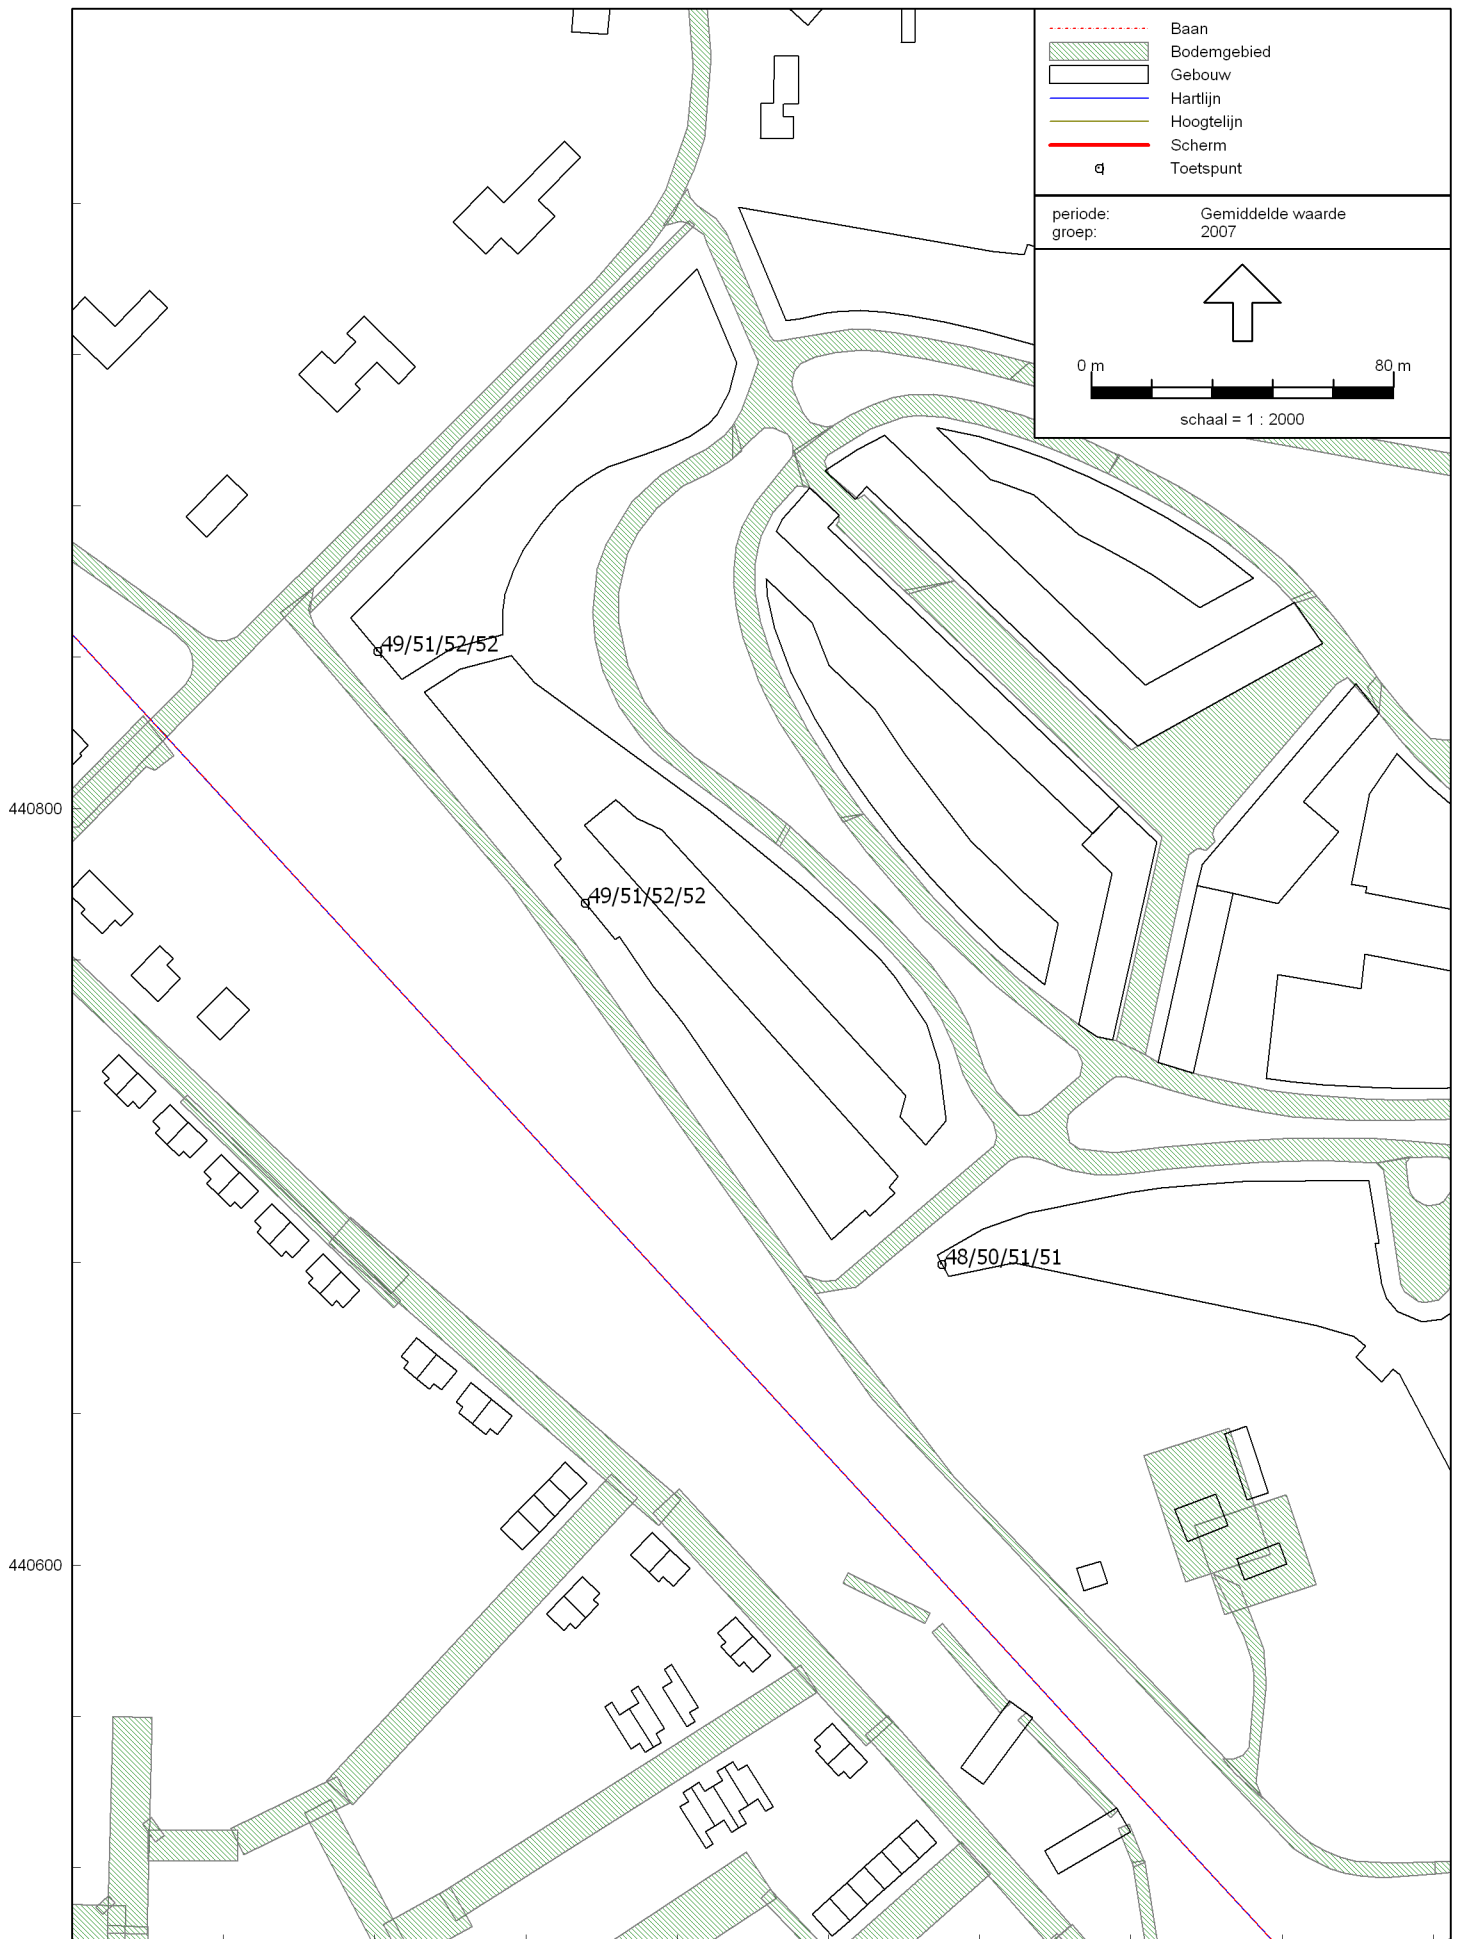 Baan
Bodemgebied
Gebouw
Hartlijn
Hoogtelijn
Scherm
Toetspunt
periode: Gemiddelde waarde
groep: 2007
0 m 80 m
schaal = 1 : 2000
49/51/52/52
440800
49/51/52/52
48/50/51/51
440600